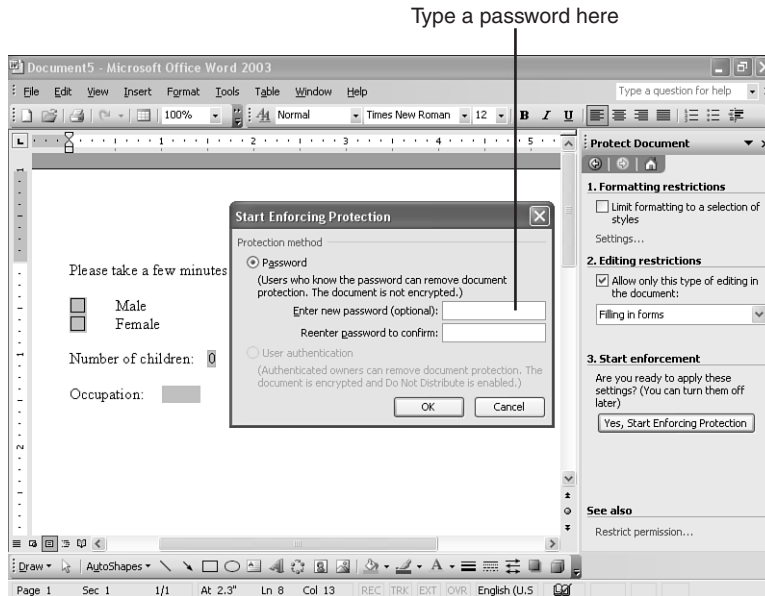 Type a password here
Document5 - Microsoft Office Word 2003
File Edit View Insert Format Tools Table Window Help
Type a question for help
100% Normal Times New Roman 12 B I U
1 2 3 4 5
Protect Document
1. Formatting restrictions
Limit formatting to a selection of
styles
Settings...
2. Editing restrictions
Allow only this type of editing in
the document:
Filling in forms
3. Start enforcement
Are you ready to apply these
settings? (You can turn them off
later)
Yes, Start Enforcing Protection
See also
Restrict permission...
Start Enforcing Protection
Protection method
Password
(Users who know the password can remove document
protection. The document is not encrypted.)
Enter new password (optional):
Reenter password to confirm:
User authentication
(Authenticated owners can remove document protection. The
document is encrypted and Do Not Distribute is enabled.)
OK Cancel
Please take a few minutes
Male
Female
Number of children: 0
Occupation:
1
2
Draw AutoShapes A
Page 1 Sec 1 1/1 At 2.3" Ln 8 Col 13 REC TRK EXT OVR English (U.S